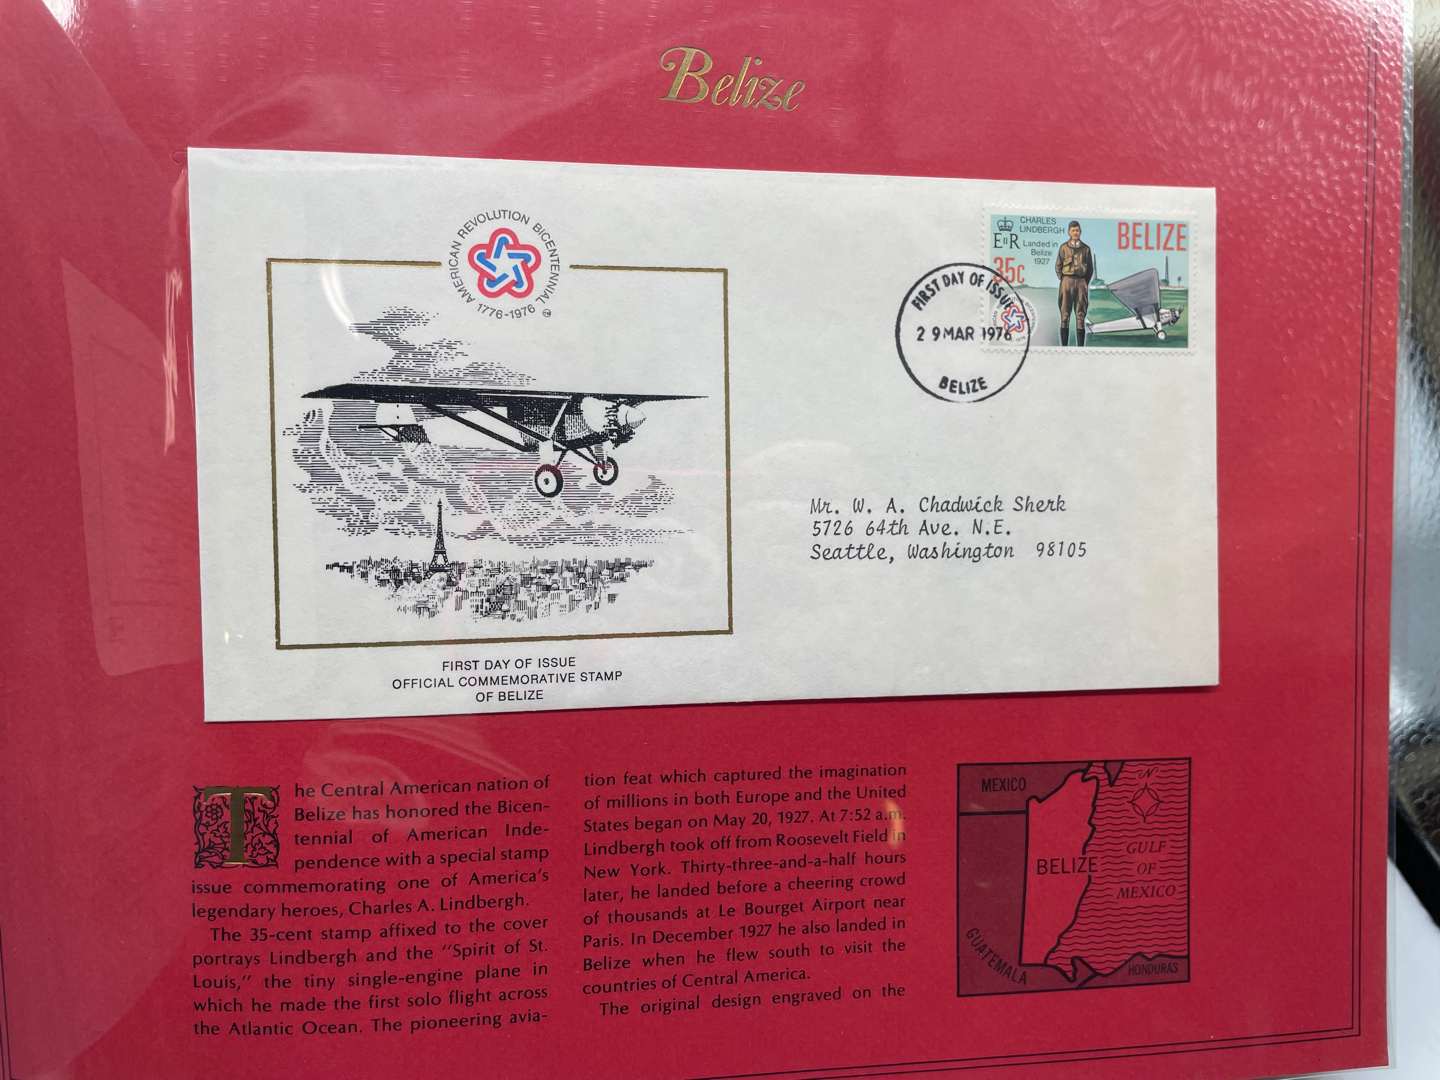 Belize
AMERICAN REVOLUTION BICENTENNIAL
1776-1976
CHARLES
LINDBERGH
Landed in
Belize
1927
EIIR
BELIZE
35c
FIRST DAY OF ISSUE
29 MAR 1976
BELIZE
Mr. W. A. Chadwick Sherk
5726 64th Ave. N.E.
Seattle, Washington 98105
FIRST DAY OF ISSUE
OFFICIAL COMMEMORATIVE STAMP
OF BELIZE
The Central American nation of
Belize has honored the Bicen-
tennial of American Inde-
pendence with a special stamp
issue commemorating one of America's
legendary heroes, Charles A. Lindbergh.
The 35-cent stamp affixed to the cover
portrays Lindbergh and the "Spirit of St.
Louis," the tiny single-engine plane in
which he made the first solo flight across
the Atlantic Ocean. The pioneering avia-
tion feat which captured the imagination
of millions in both Europe and the United
States began on May 20, 1927. At 7:52 a.m.
Lindbergh took off from Roosevelt Field in
New York. Thirty-three-and-a-half hours
later, he landed before a cheering crowd
of thousands at Le Bourget Airport near
Paris. In December 1927 he also landed in
Belize when he flew south to visit the
countries of Central America.
The original design engraved on the
MEXICO
N
BELIZE
GULF
OF
MEXICO
GUATEMALA
HONDURAS